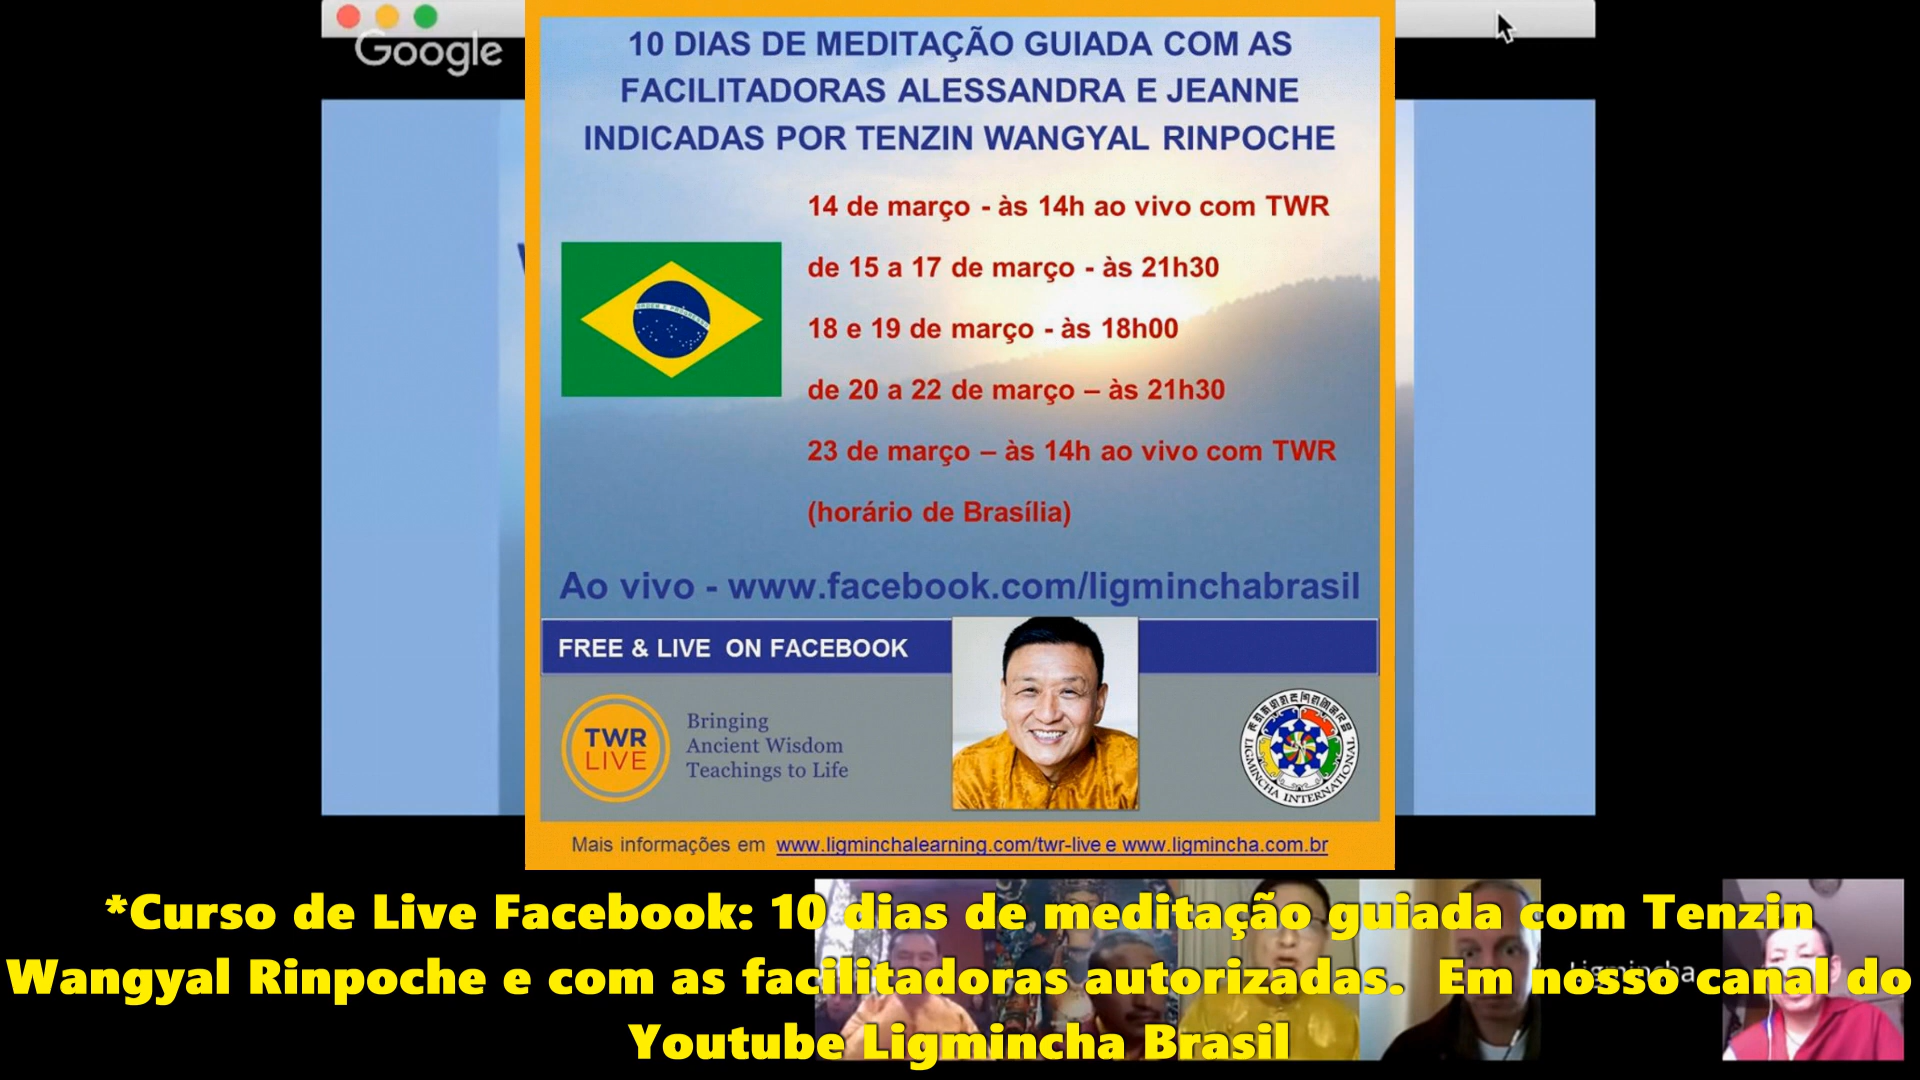 Google
10 DIAS DE MEDITAÇÃO GUIADA COM AS
FACILITADORAS ALESSANDRA E JEANNE
INDICADAS POR TENZIN WANGYAL RINPOCHE
14 de março - às 14h ao vivo com TWR
de 15 a 17 de março - às 21h30
18 e 19 de março - às 18h00
de 20 a 22 de março – às 21h30
23 de março – às 14h ao vivo com TWR
(horário de Brasília)
Ao vivo - www.facebook.com/ligminchabrasil
FREE & LIVE ON FACEBOOK
TWR
LIVE
Bringing
Ancient Wisdom
Teachings to Life
LIGMINCHA INTERNATIONAL
Mais informações em www.ligminchalearning.com/twr-live e www.ligmincha.com.br
*Curso de Live Facebook: 10 dias de meditação guiada com Tenzin
Wangyal Rinpoche e com as facilitadoras autorizadas. Em nosso canal do
Youtube Ligmincha Brasil
Ligmincha